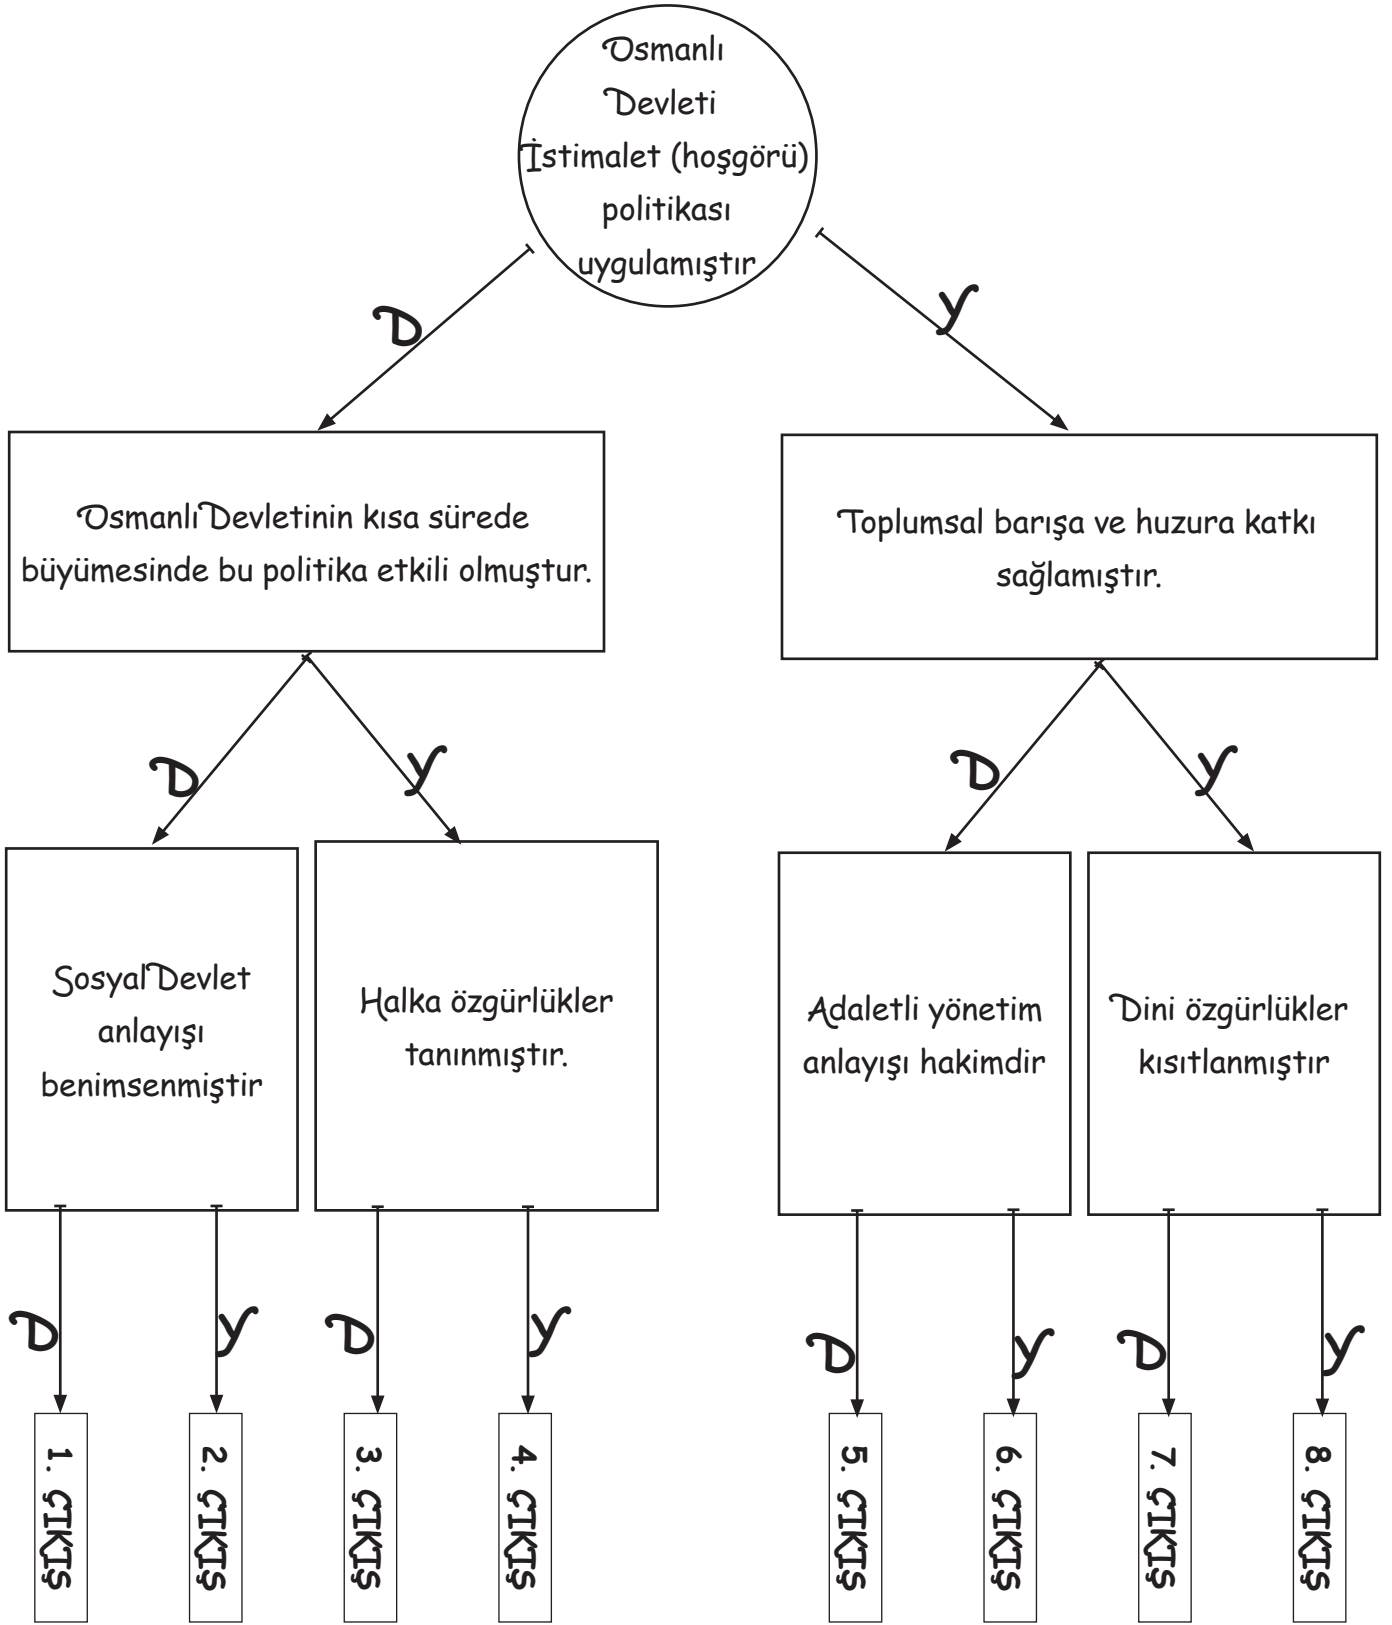 Osmanlı
Devleti
İstimalet (hoşgörü)
politikası
uygulamıştır
D
Y
Osmanlı Devletinin kısa sürede
büyümesinde bu politika etkili olmuştur.
Toplumsal barışa ve huzura katkı
sağlamıştır.
D
Y
D
Y
Sosyal Devlet
anlayışı
benimsenmiştir
Halka özgürlükler
tanınmıştır.
Adaletli yönetim
anlayışı hakimdir
Dini özgürlükler
kısıtlanmıştır
D
Y
D
Y
D
Y
D
Y
1. ÇIKIŞ
2. ÇIKIŞ
3. ÇIKIŞ
4. ÇIKIŞ
5. ÇIKIŞ
6. ÇIKIŞ
7. ÇIKIŞ
8. ÇIKIŞ